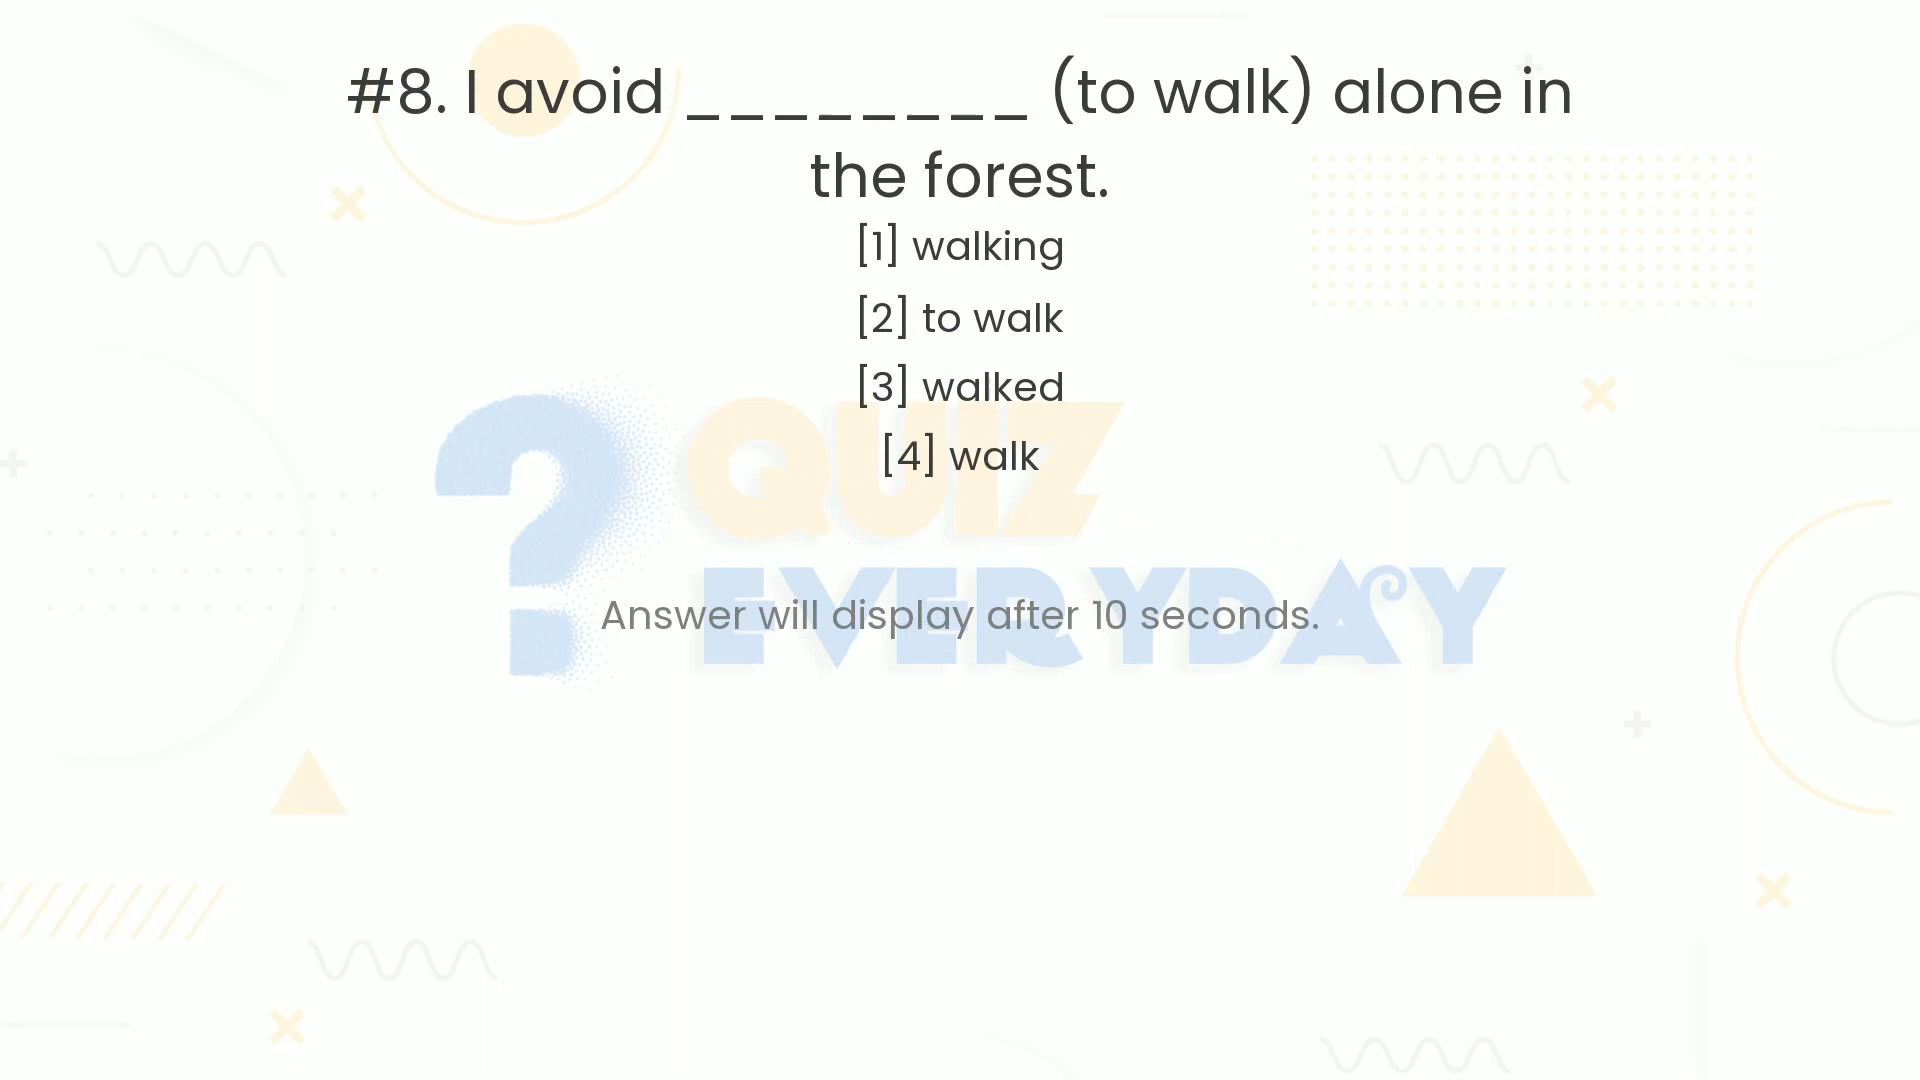 #8. I avoid ________ (to walk) alone in
the forest.
[1] walking
[2] to walk
[3] walked
[4] walk
QUIZ
EVERYDAY
Answer will display after 10 seconds.